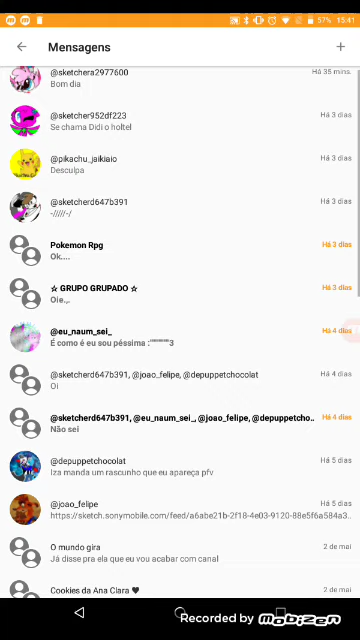 57% 15:41
Mensagens
@sketchera2977600 Há 35 mins.
Bom dia
@sketcher952df223 Há 3 dias
Se chama Didi o holtel
@pikachu_jaikiaio Há 3 dias
Desculpa
@sketcherd647b391 Há 3 dias
-/////-/
Pokemon Rpg Há 3 dias
Ok....
☆ GRUPO GRUPADO ☆ Há 3 dias
Oie.,.
@eu_naum_sei_ Há 4 dias
@sketcherd647b391, @joao_felipe, @depuppetchocolat Há 4 dias
Oi
@sketcherd647b391, @eu_naum_sei_, @joao_felipe, @depuppetcho.. Há 4 dias
Não sei
@depuppetchocolat Há 5 dias
Iza manda um rascunho que eu apareça pfv
@joao_felipe Há 5 dias
https://sketch.sonymobile.com/feed/a6abe21b-2f18-4e03-9120-88e5f6a584a3...
O mundo gira 2 de mai
Já disse pra ela que eu vou acabar com canal
Cookies da Ana Clara ♥ 2 de mai
Recorded by mobizen